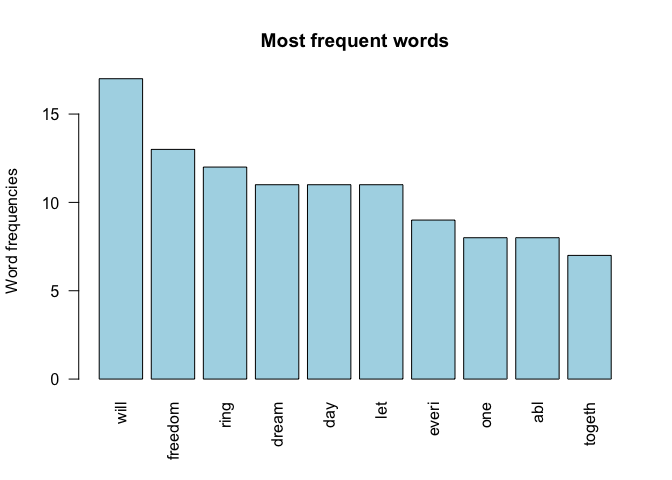 Most frequent words
Word frequencies
15
10
5
0
will
freedom
ring
dream
day
let
everi
one
abl
togeth